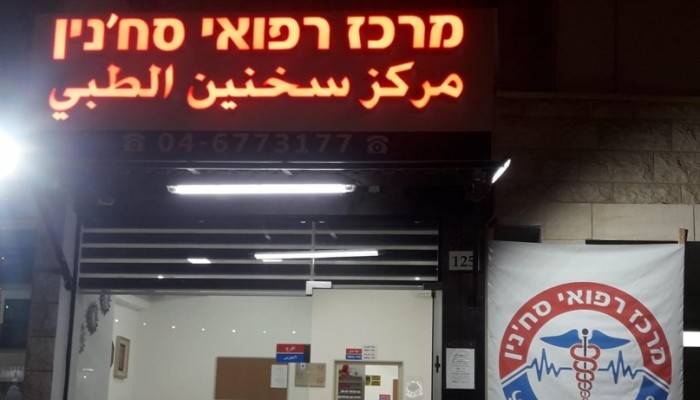 מרכז רפואי סח'נין
مركز سخنين الطبي
04-6773177
125
מרכז רפואי סח'נין